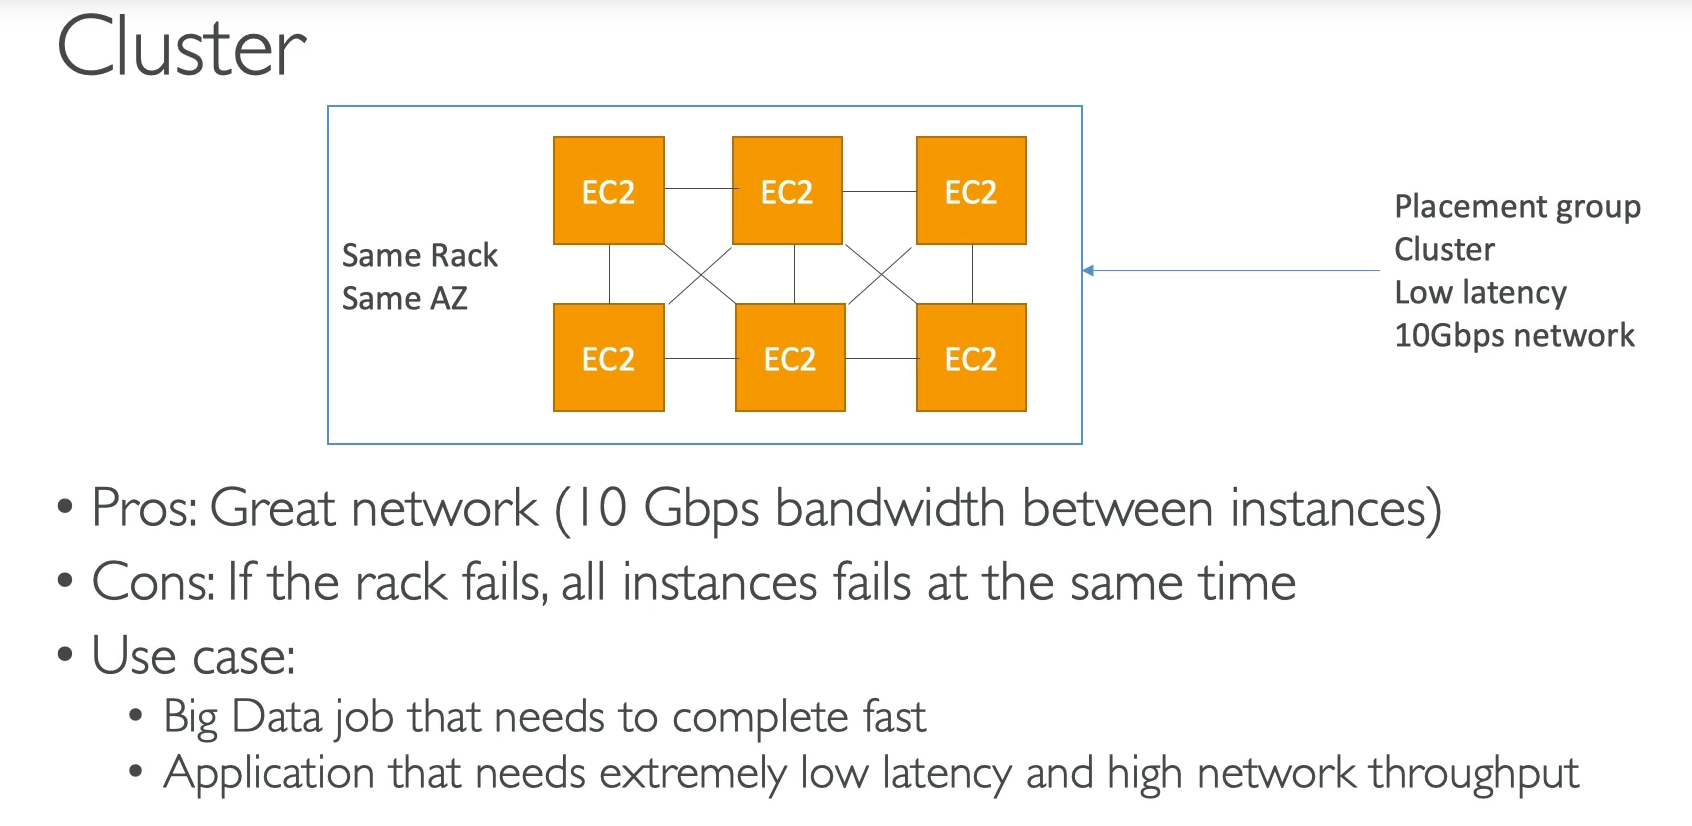 Cluster
EC2
EC2
EC2
Same Rack
Same AZ
EC2
EC2
EC2
Placement group
Cluster
Low latency
10Gbps network
• Pros: Great network (10 Gbps bandwidth between instances)
• Cons: If the rack fails, all instances fails at the same time
• Use case:
• Big Data job that needs to complete fast
• Application that needs extremely low latency and high network throughput